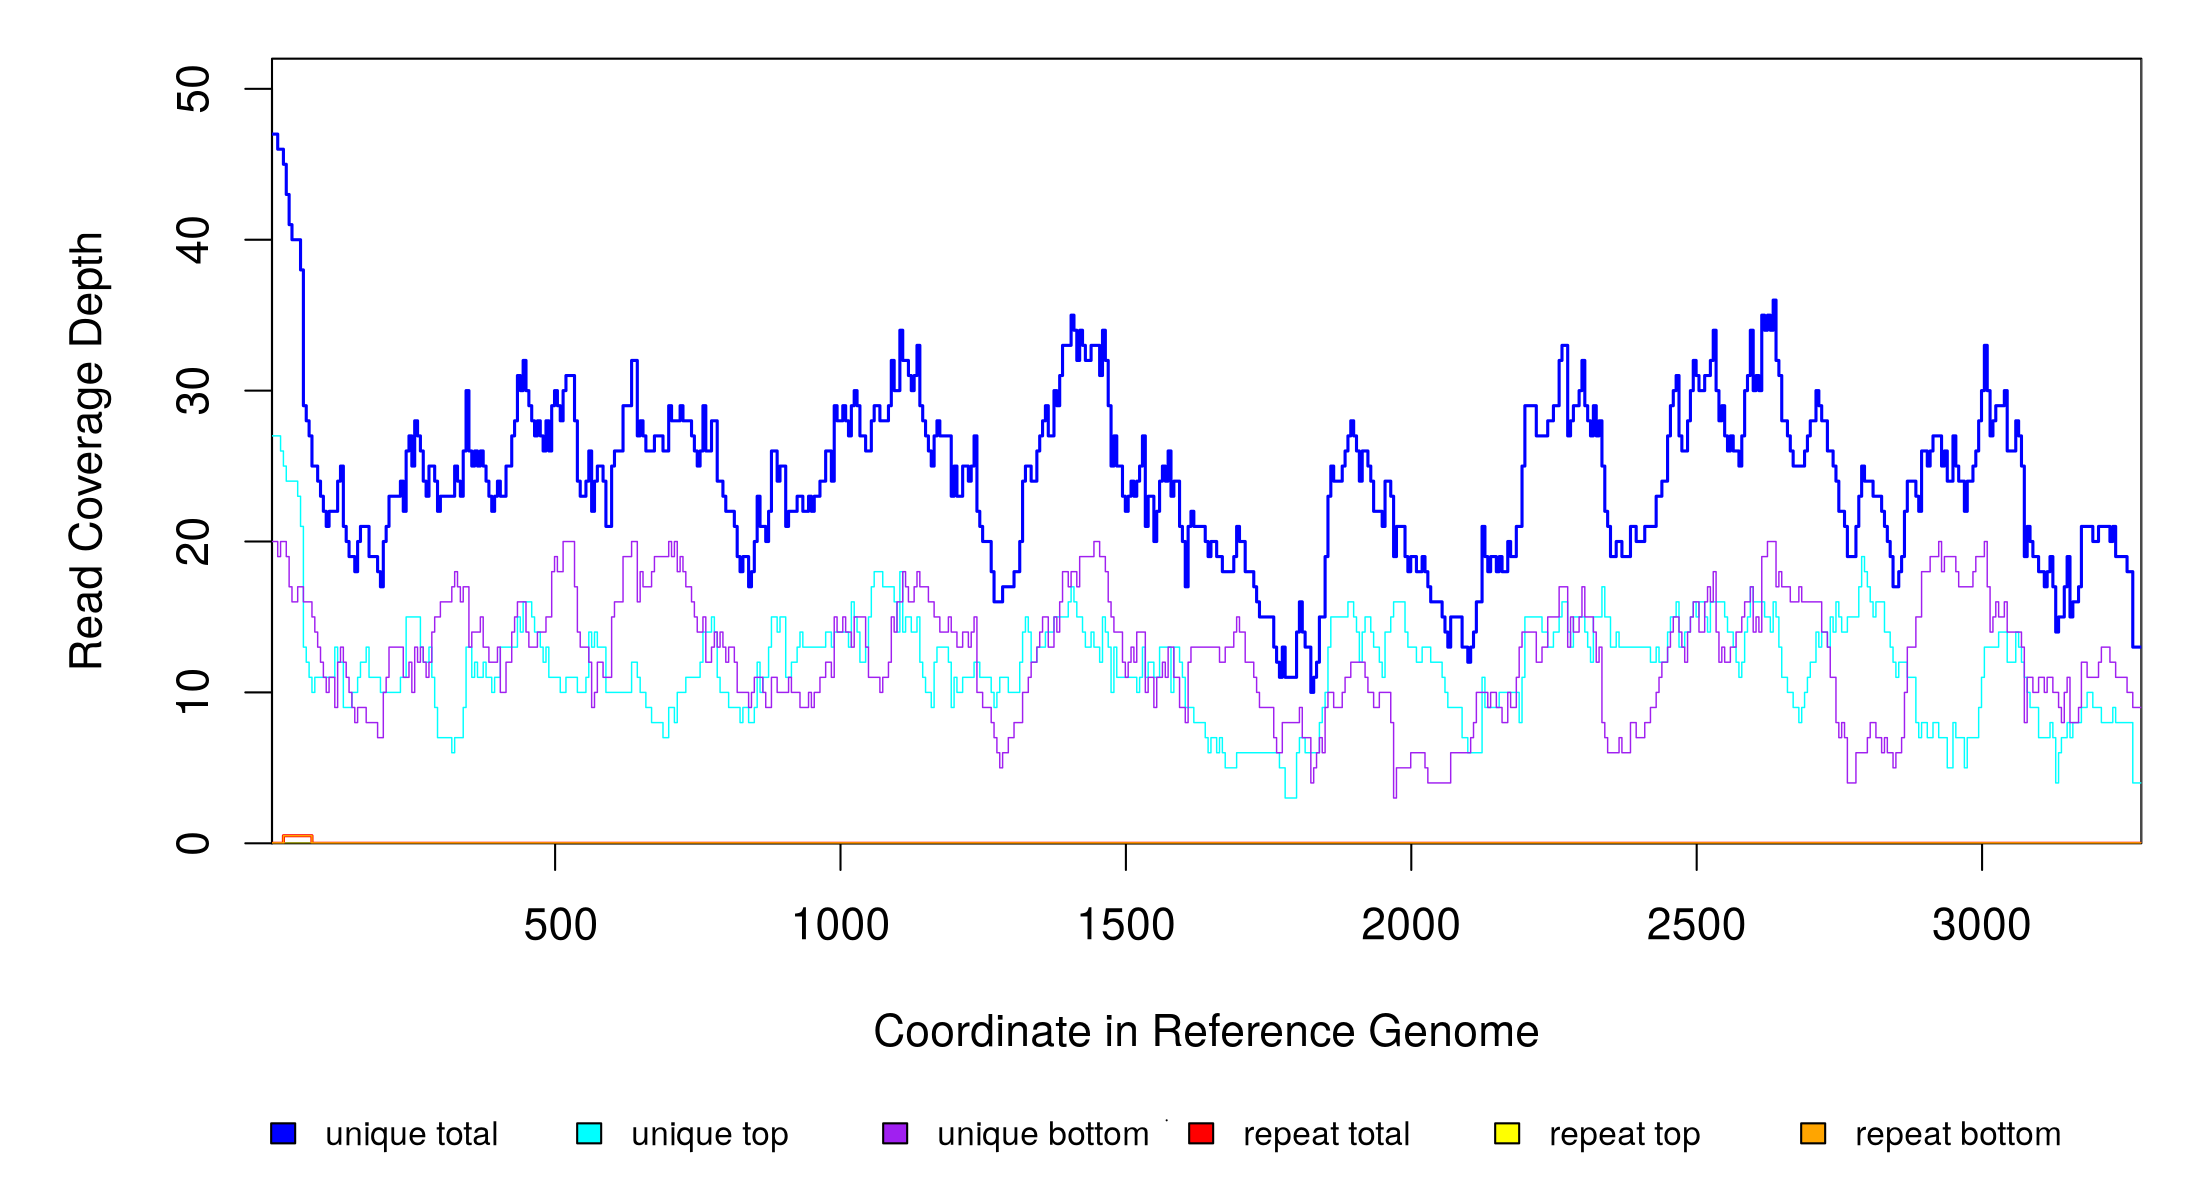 Read Coverage Depth
50
40
30
20
10
0
500 1000 1500 2000 2500 3000
Coordinate in Reference Genome
unique total unique top unique bottom repeat total repeat top repeat bottom